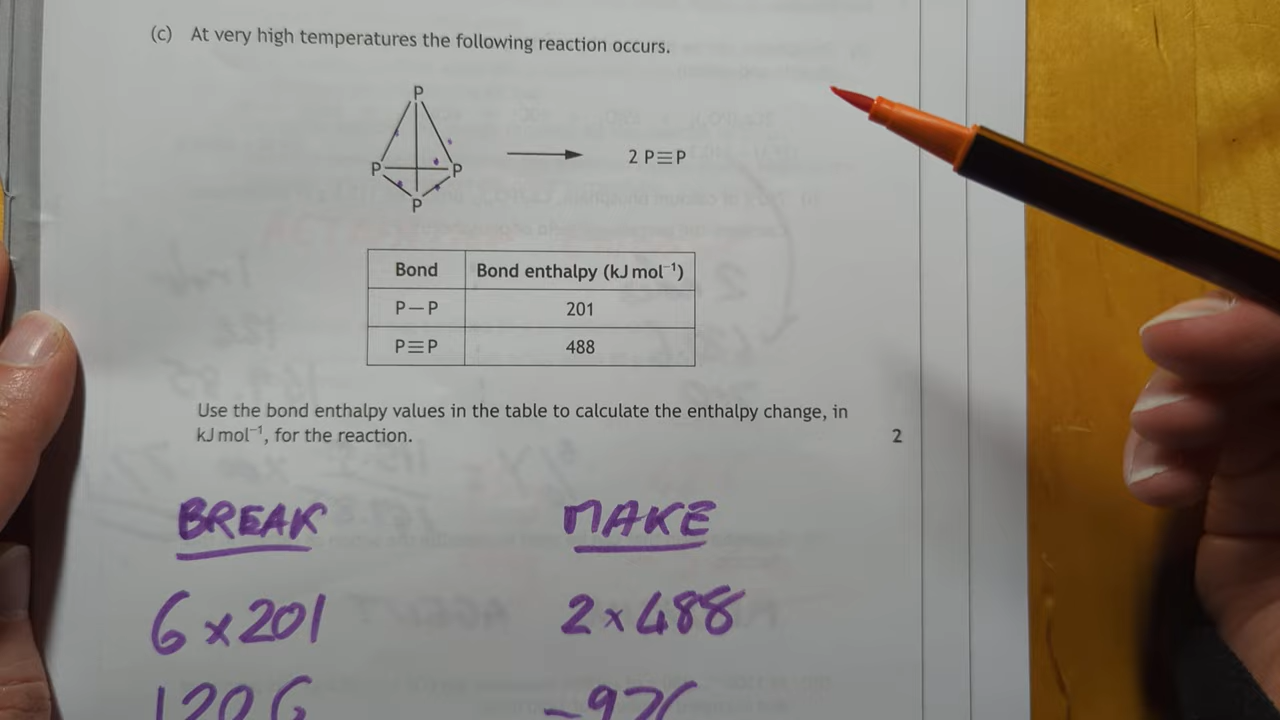 (c) At very high temperatures the following reaction occurs.
P
P P
P
2 P≡P
Bond Bond enthalpy (kJ mol⁻¹)
P—P 201
P≡P 488
Use the bond enthalpy values in the table to calculate the enthalpy change, in
kJ mol⁻¹, for the reaction. 2
BREAK MAKE
6 x 201 2 x 488
1206 -976